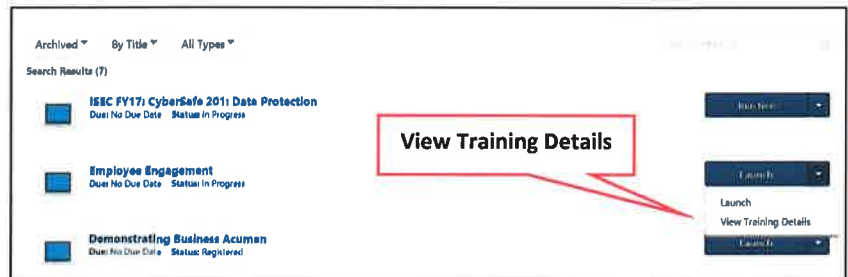 Archived By Title All Types
Search Results (7)
ISEC FY17: CyberSafe 201: Data Protection
Due: No Due Date Status: In Progress
View Training Details
Employee Engagement
Due: No Due Date Status: In Progress
Launch
Launch
View Training Details
Demonstrating Business Acumen
Due: No Due Date Status: Registered
Launch